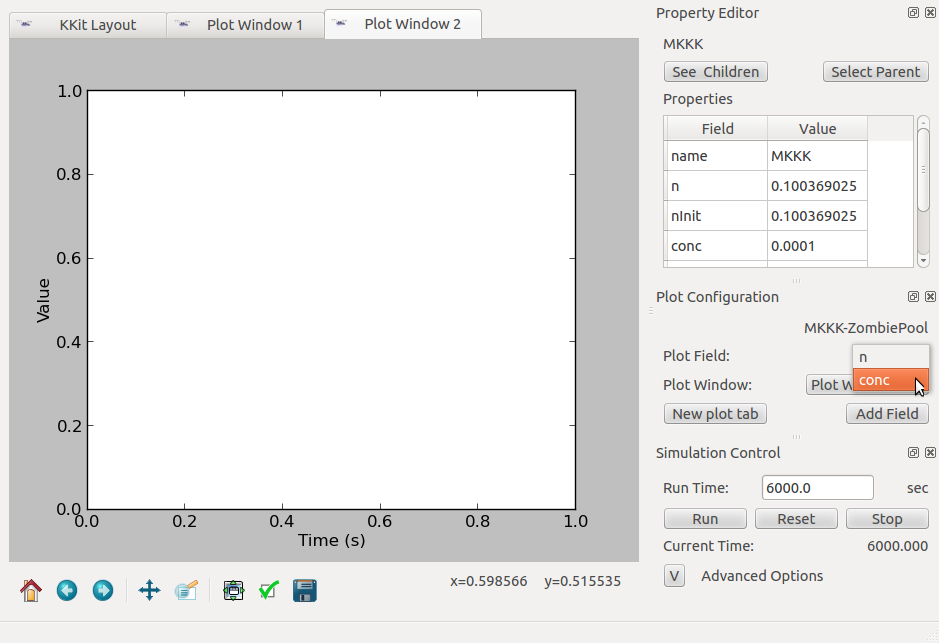 KKit Layout
Plot Window 1
Plot Window 2
1.0
0.8
0.6
0.4
0.2
0.0
Value
0.0 0.2 0.4 0.6 0.8 1.0
Time (s)
x=0.598566 y=0.515535
Property Editor
MKKK
See Children
Select Parent
Properties
Field Value
name MKKK
n 0.100369025
nInit 0.100369025
conc 0.0001
Plot Configuration
MKKK-ZombiePool
Plot Field:
n
conc
Plot Window:
Plot W
New plot tab
Add Field
Simulation Control
Run Time: 6000.0 sec
Run
Reset
Stop
Current Time: 6000.000
V Advanced Options